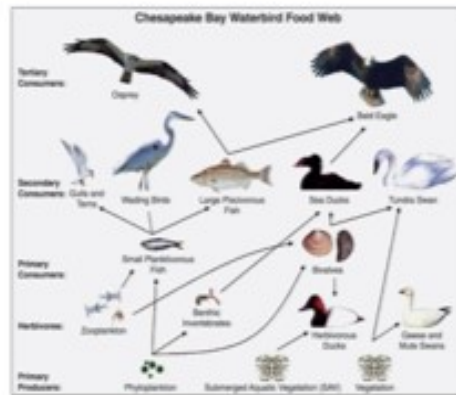 Chesapeake Bay Waterbird Food Web
Tertiary
Consumers:
Osprey
Bald Eagle
Secondary
Consumers:
Gulls and
Terns
Wading Birds
Large Piscivorous
Fish
Sea Ducks
Tundra Swan
Primary
Consumers:
Small Planktivorous
Fish
Bivalves
Herbivores:
Zooplankton
Benthic
Invertebrates
Herbivorous
Ducks
Geese and
Mute Swans
Primary
Producers:
Phytoplankton
Submerged Aquatic Vegetation (SAV)
Vegetation